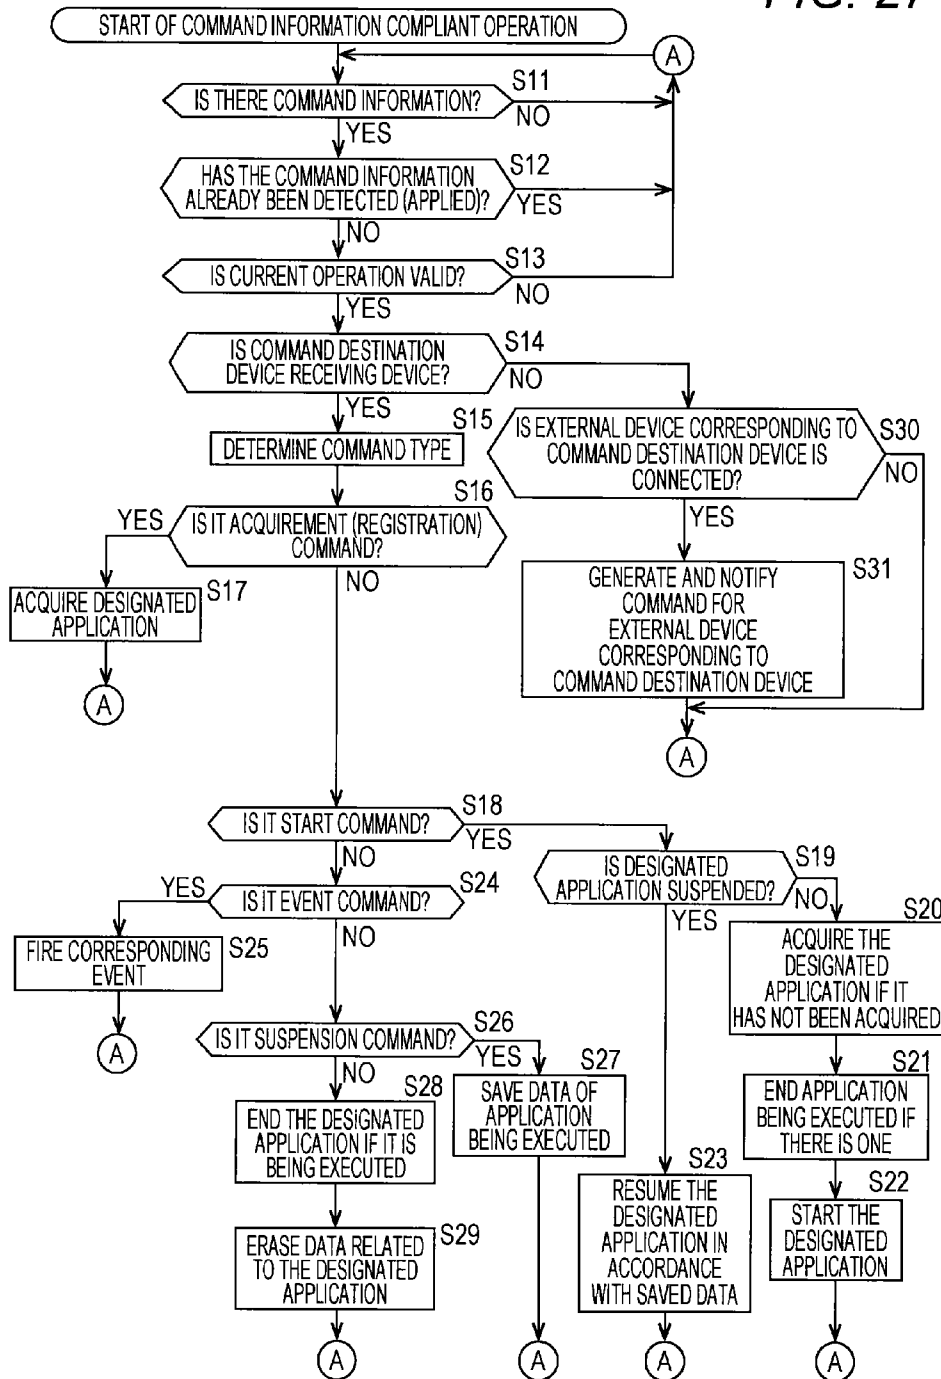 FIG. 27
START OF COMMAND INFORMATION COMPLIANT OPERATION
A
S11
IS THERE COMMAND INFORMATION?
NO
YES
S12
HAS THE COMMAND INFORMATION
ALREADY BEEN DETECTED (APPLIED)?
YES
NO
S13
IS CURRENT OPERATION VALID?
NO
YES
S14
IS COMMAND DESTINATION
DEVICE RECEIVING DEVICE?
NO
YES
S15
DETERMINE COMMAND TYPE
S30
IS EXTERNAL DEVICE CORRESPONDING TO
COMMAND DESTINATION DEVICE IS
CONNECTED?
NO
YES
S31
GENERATE AND NOTIFY
COMMAND FOR
EXTERNAL DEVICE
CORRESPONDING TO
COMMAND DESTINATION DEVICE
A
S16
IS IT ACQUIREMENT (REGISTRATION)
COMMAND?
YES
NO
S17
ACQUIRE DESIGNATED
APPLICATION
A
S18
IS IT START COMMAND?
YES
NO
S19
IS DESIGNATED
APPLICATION SUSPENDED?
NO
YES
S20
ACQUIRE THE
DESIGNATED
APPLICATION IF IT
HAS NOT BEEN ACQUIRED
S21
END APPLICATION
BEING EXECUTED IF
THERE IS ONE
S22
START THE
DESIGNATED
APPLICATION
A
S23
RESUME THE
DESIGNATED
APPLICATION IN
ACCORDANCE
WITH SAVED DATA
A
S24
IS IT EVENT COMMAND?
YES
NO
S25
FIRE CORRESPONDING
EVENT
A
S26
IS IT SUSPENSION COMMAND?
YES
NO
S27
SAVE DATA OF
APPLICATION
BEING EXECUTED
A
S28
END THE DESIGNATED
APPLICATION IF IT IS
BEING EXECUTED
S29
ERASE DATA RELATED
TO THE DESIGNATED
APPLICATION
A